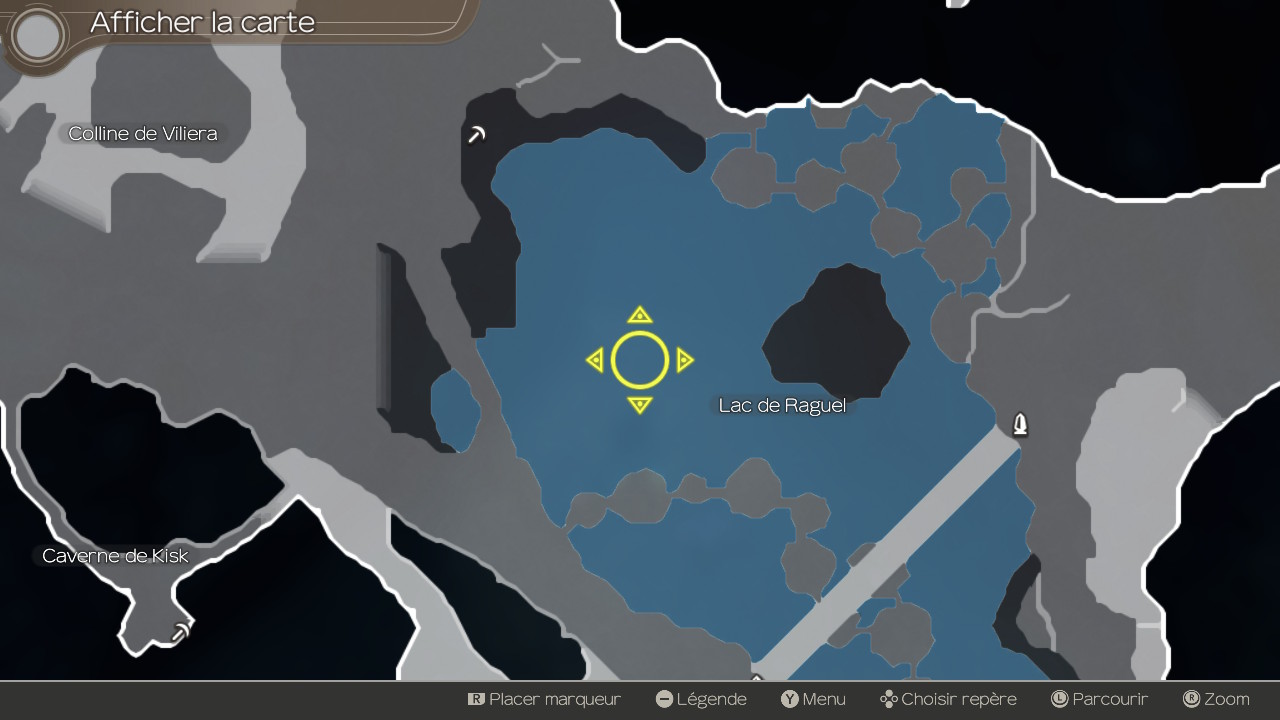 Afficher la carte
Colline de Viliera
Lac de Raguel
Caverne de Kisk
R Placer marqueur
Légende
Y Menu
Choisir repère
L Parcourir
R Zoom